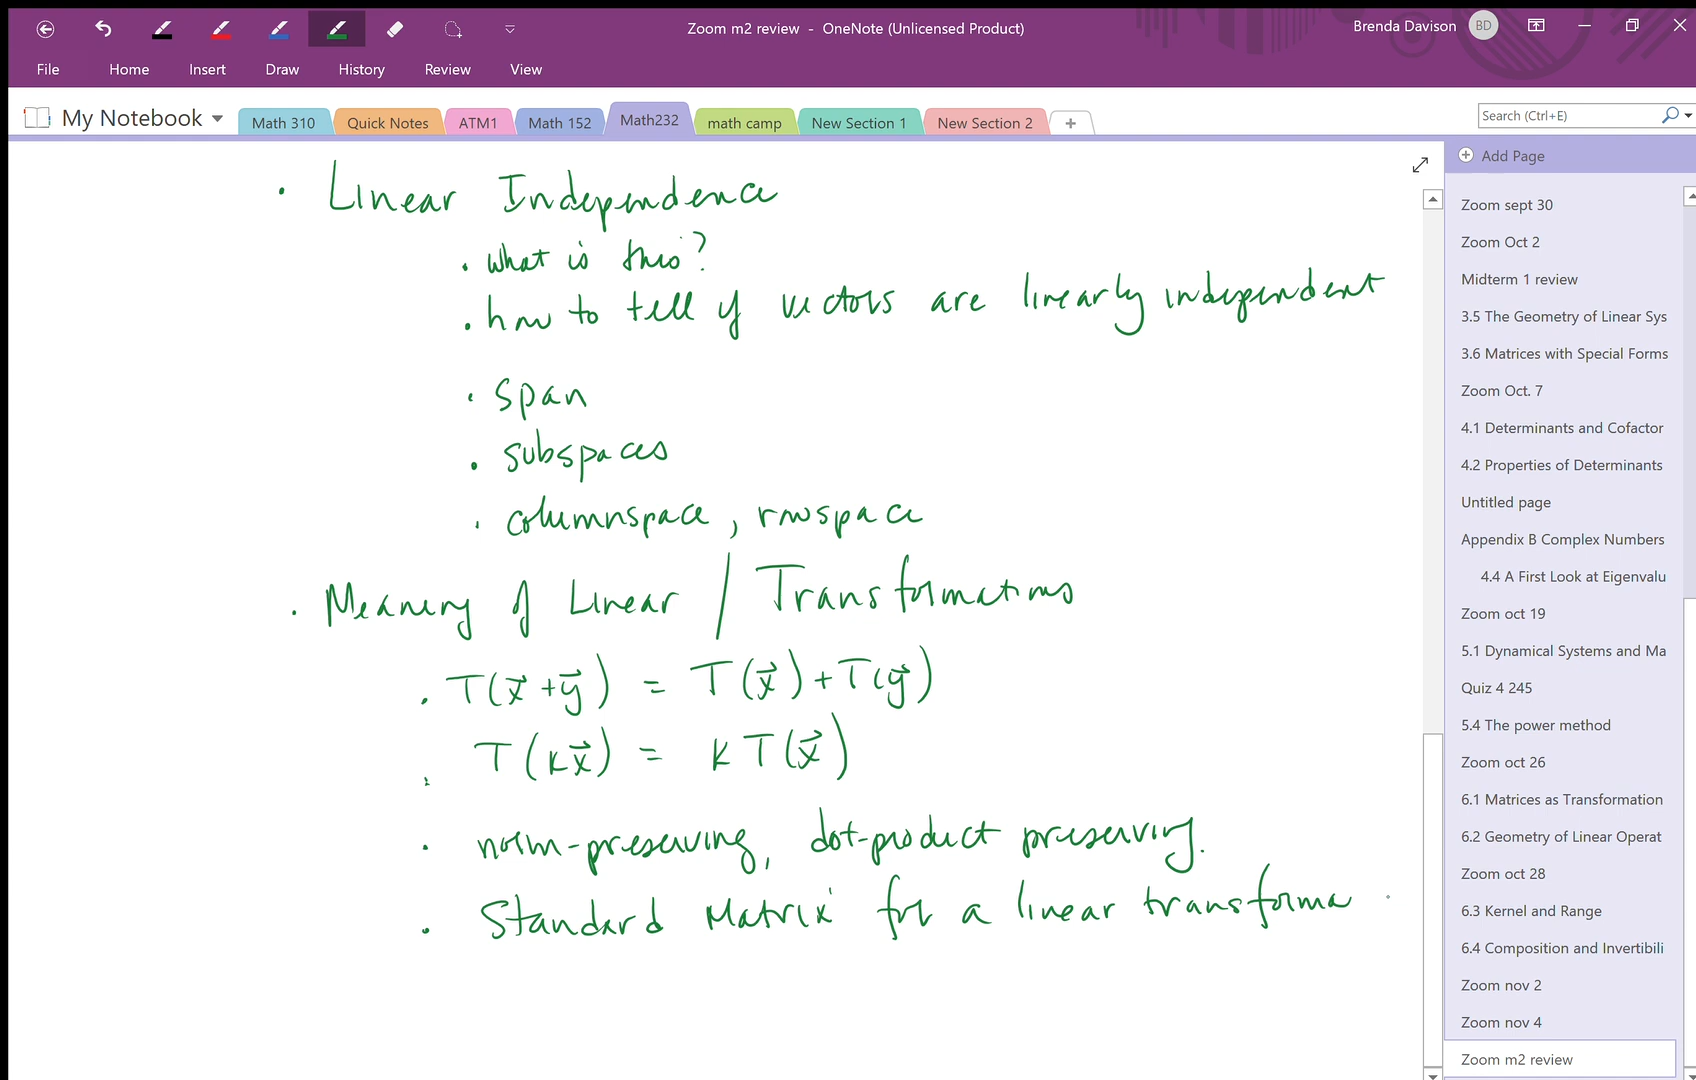 Zoom m2 review - OneNote (Unlicensed Product)
Brenda Davison BD
File Home Insert Draw History Review View
My Notebook
Math 310 Quick Notes ATM1 Math 152 Math232 math camp New Section 1 New Section 2 +
Search (Ctrl+E)
Add Page
• Linear Independence
• what is this?
• how to tell if vectors are linearly independent
• span
• subspaces
• columnspace, rowspace
• Meaning of Linear / Transformations
• T(x⃗ + y⃗) = T(x⃗) + T(y⃗)
• T(kx⃗) = k T(x⃗)
• norm-preserving, dot-product preserving.
• Standard Matrix for a linear transforma
Zoom sept 30
Zoom Oct 2
Midterm 1 review
3.5 The Geometry of Linear Sys
3.6 Matrices with Special Forms
Zoom Oct. 7
4.1 Determinants and Cofactor
4.2 Properties of Determinants
Untitled page
Appendix B Complex Numbers
4.4 A First Look at Eigenvalu
Zoom oct 19
5.1 Dynamical Systems and Ma
Quiz 4 245
5.4 The power method
Zoom oct 26
6.1 Matrices as Transformation
6.2 Geometry of Linear Operat
Zoom oct 28
6.3 Kernel and Range
6.4 Composition and Invertibili
Zoom nov 2
Zoom nov 4
Zoom m2 review